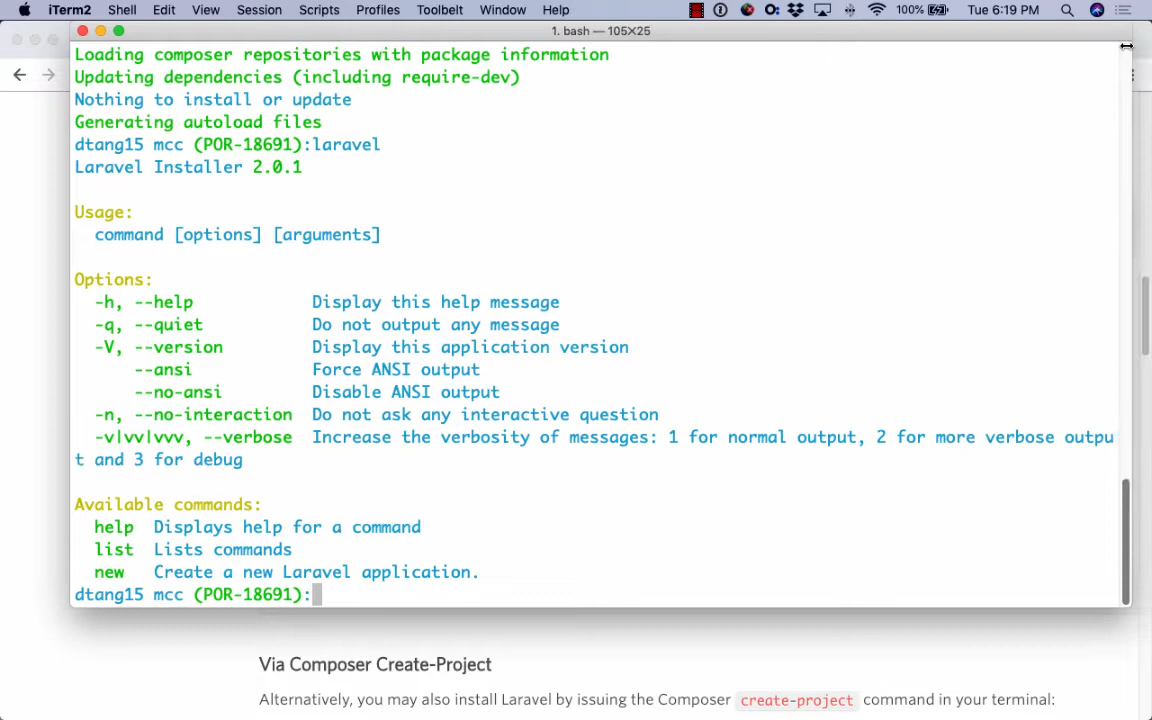 iTerm2 Shell Edit View Session Scripts Profiles Toolbelt Window Help 100% Tue 6:19 PM
1. bash — 105×25
Loading composer repositories with package information
Updating dependencies (including require-dev)
Nothing to install or update
Generating autoload files
dtang15 mcc (POR-18691):laravel
Laravel Installer 2.0.1
Usage:
command [options] [arguments]
Options:
-h, --help Display this help message
-q, --quiet Do not output any message
-V, --version Display this application version
--ansi Force ANSI output
--no-ansi Disable ANSI output
-n, --no-interaction Do not ask any interactive question
-v|vv|vvv, --verbose Increase the verbosity of messages: 1 for normal output, 2 for more verbose outpu
t and 3 for debug
Available commands:
help Displays help for a command
list Lists commands
new Create a new Laravel application.
dtang15 mcc (POR-18691):
Via Composer Create-Project
Alternatively, you may also install Laravel by issuing the Composer create-project command in your terminal: